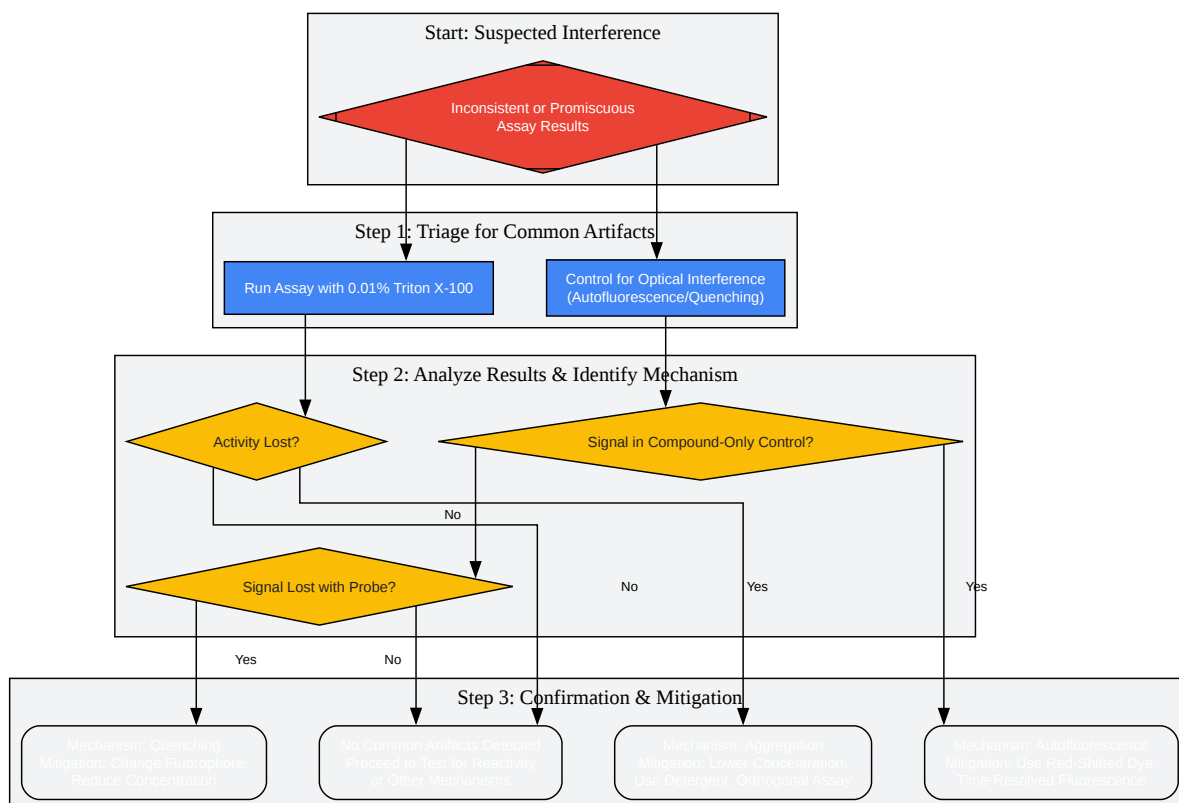 Start: Suspected Interference
Inconsistent or Promiscuous
Assay Results
Step 1: Triage for Common Artifacts
Run Assay with 0.01% Triton X-100
Control for Optical Interference
(Autofluorescence/Quenching)
Step 2: Analyze Results & Identify Mechanism
Activity Lost?
Signal in Compound-Only Control?
No
Signal Lost with Probe?
No
Yes
Yes
Yes
No
Step 3: Confirmation & Mitigation
Mechanism: Quenching
Mitigation: Change Fluorophore,
Reduce Concentration
No Common Artifacts Detected
Proceed to Test for Reactivity
or Other Mechanisms
Mechanism: Aggregation
Mitigation: Lower Concentration,
Use Detergent, Orthogonal Assay
Mechanism: Autofluorescence
Mitigation: Use Red-Shifted Dye,
Time-Resolved Fluorescence